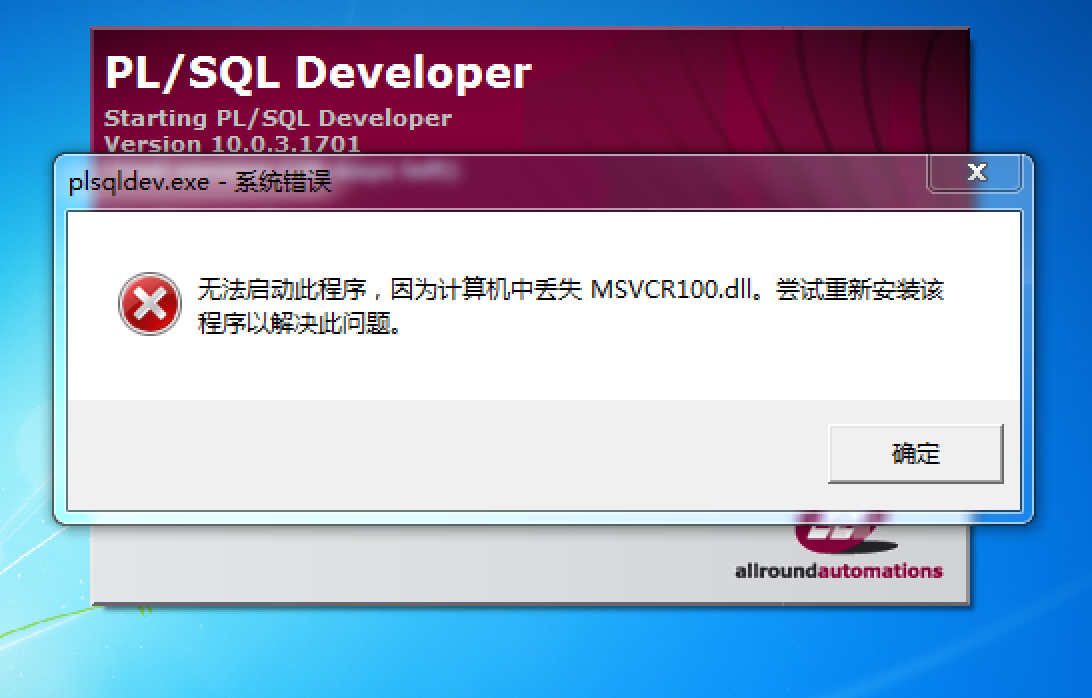 PL/SQL Developer
Starting PL/SQL Developer
Version 10.0.3.1701
plsqldev.exe - 系统错误
无法启动此程序，因为计算机中丢失 MSVCR100.dll。尝试重新安装该
程序以解决此问题。
确定
allroundautomations